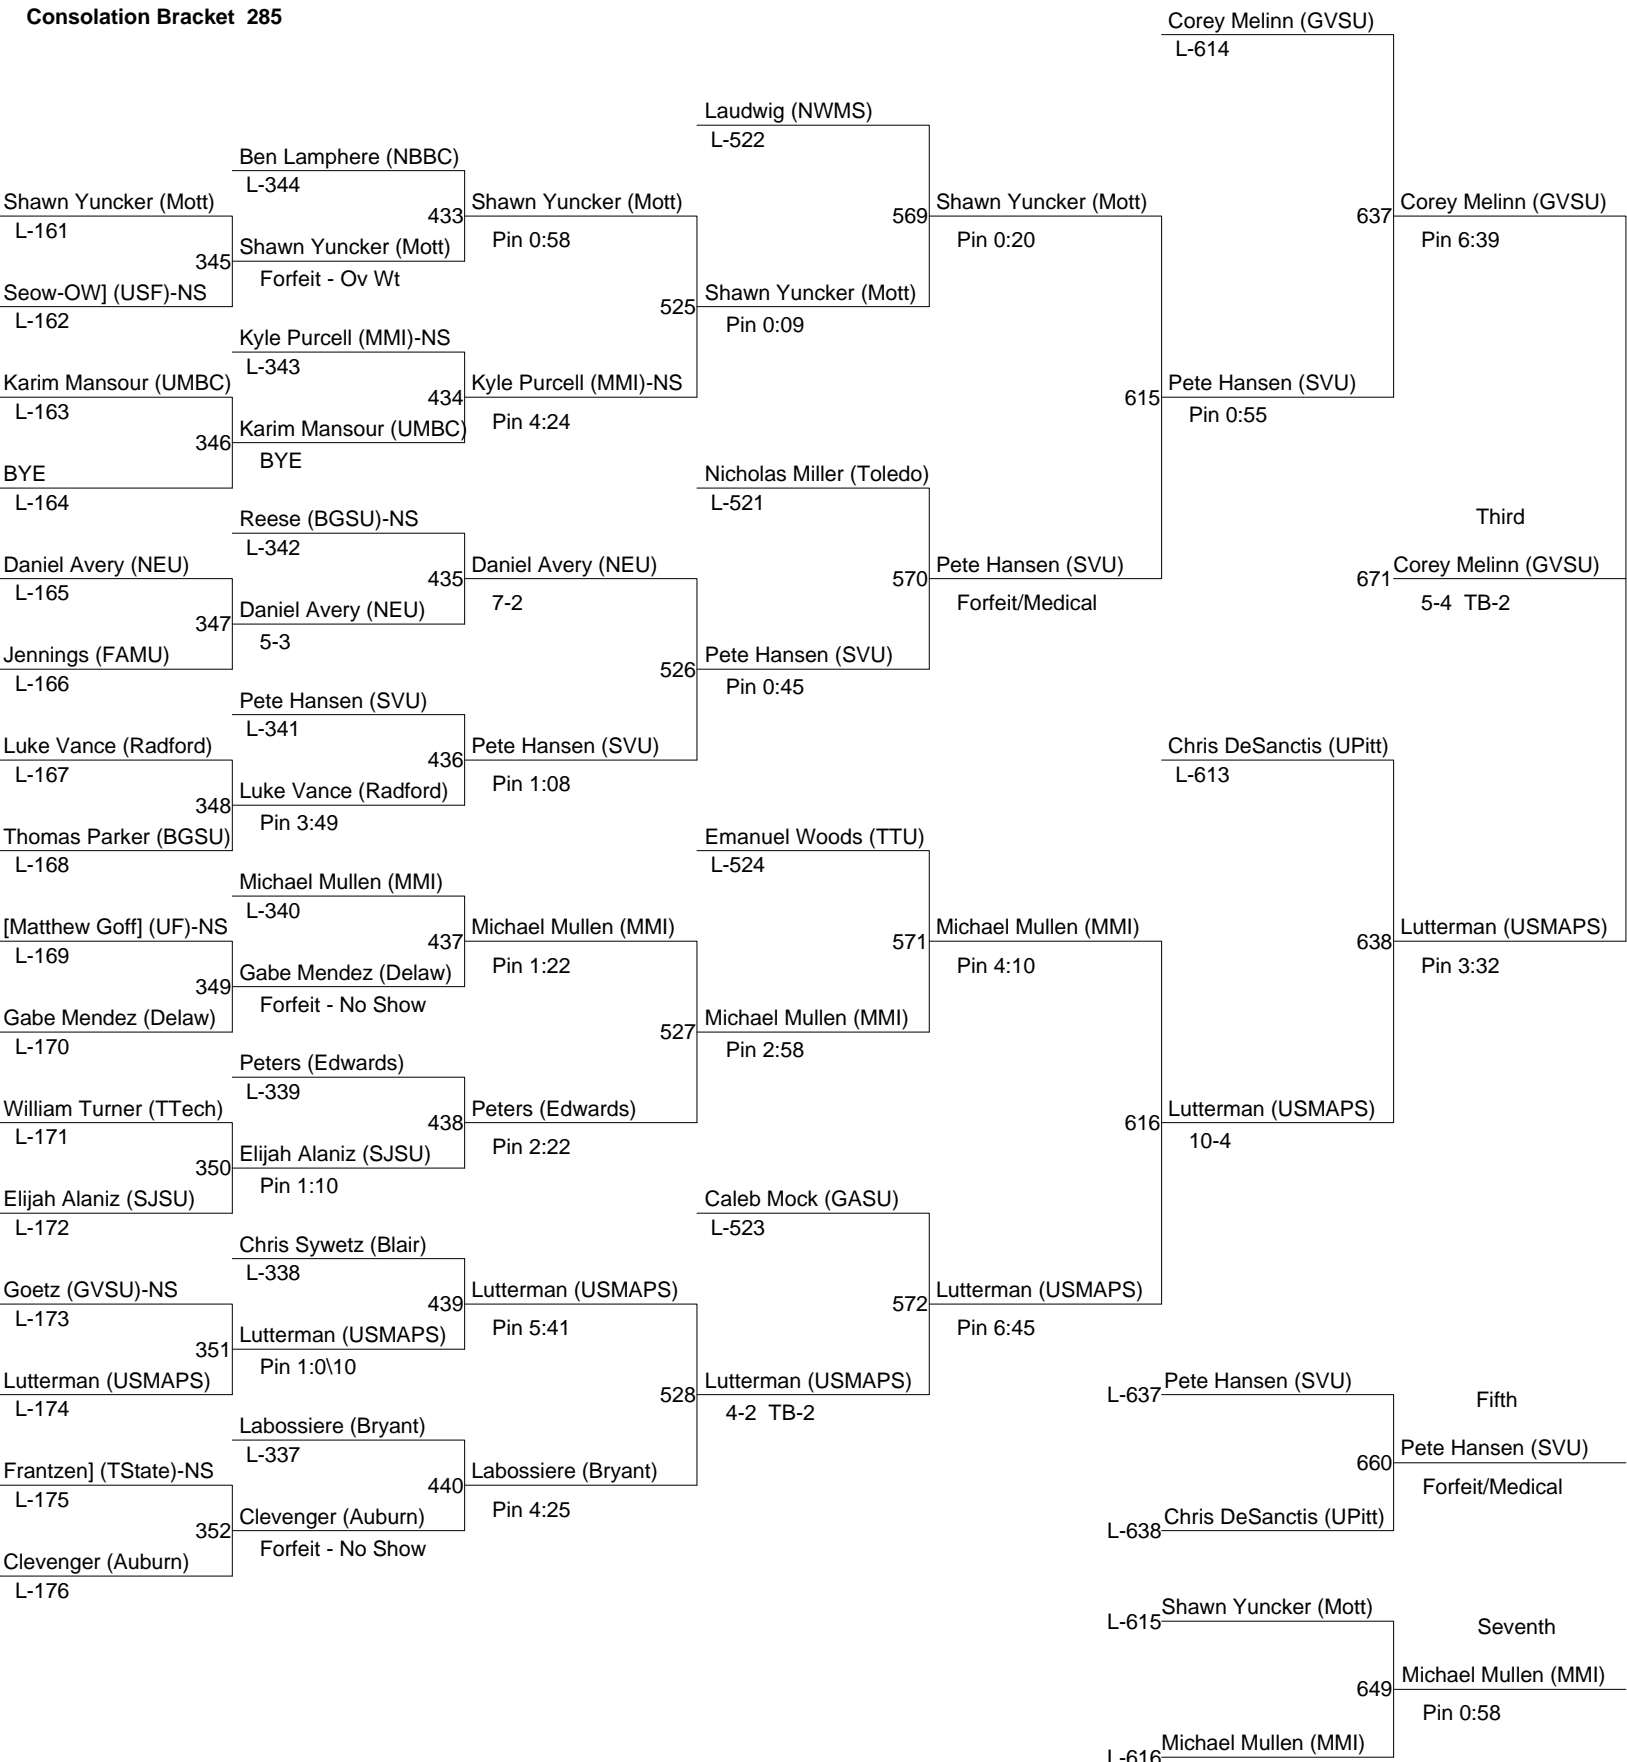 Consolation Bracket 285
Corey Melinn (GVSU)
L-614
Laudwig (NWMS)
L-522
Ben Lamphere (NBBC)
L-344
Shawn Yuncker (Mott)
L-161
433
Shawn Yuncker (Mott)
Pin 0:58
569
Shawn Yuncker (Mott)
Pin 0:20
637
Corey Melinn (GVSU)
Pin 6:39
345
Shawn Yuncker (Mott)
Forfeit - Ov Wt
Seow-OW] (USF)-NS
L-162
525
Shawn Yuncker (Mott)
Pin 0:09
Kyle Purcell (MMI)-NS
L-343
Karim Mansour (UMBC)
L-163
434
Kyle Purcell (MMI)-NS
Pin 4:24
615
Pete Hansen (SVU)
Pin 0:55
346
Karim Mansour (UMBC)
BYE
BYE
L-164
Nicholas Miller (Toledo)
L-521
Reese (BGSU)-NS
L-342
Third
Daniel Avery (NEU)
L-165
435
Daniel Avery (NEU)
7-2
570
Pete Hansen (SVU)
Forfeit/Medical
671
Corey Melinn (GVSU)
5-4 TB-2
347
Daniel Avery (NEU)
5-3
Jennings (FAMU)
L-166
526
Pete Hansen (SVU)
Pin 0:45
Pete Hansen (SVU)
L-341
Luke Vance (Radford)
L-167
436
Pete Hansen (SVU)
Pin 1:08
Chris DeSanctis (UPitt)
L-613
348
Luke Vance (Radford)
Pin 3:49
Thomas Parker (BGSU)
L-168
Emanuel Woods (TTU)
L-524
Michael Mullen (MMI)
L-340
[Matthew Goff] (UF)-NS
L-169
437
Michael Mullen (MMI)
Pin 1:22
571
Michael Mullen (MMI)
Pin 4:10
638
Lutterman (USMAPS)
Pin 3:32
349
Gabe Mendez (Delaw)
Forfeit - No Show
Gabe Mendez (Delaw)
L-170
527
Michael Mullen (MMI)
Pin 2:58
Peters (Edwards)
L-339
William Turner (TTech)
L-171
438
Peters (Edwards)
Pin 2:22
616
Lutterman (USMAPS)
10-4
350
Elijah Alaniz (SJSU)
Pin 1:10
Elijah Alaniz (SJSU)
L-172
Caleb Mock (GASU)
L-523
Chris Sywetz (Blair)
L-338
Goetz (GVSU)-NS
L-173
439
Lutterman (USMAPS)
Pin 5:41
572
Lutterman (USMAPS)
Pin 6:45
351
Lutterman (USMAPS)
Pin 1:0\10
Lutterman (USMAPS)
L-174
528
Lutterman (USMAPS)
4-2 TB-2
L-637
Pete Hansen (SVU)
Fifth
Labossiere (Bryant)
L-337
Frantzen] (TState)-NS
L-175
440
Labossiere (Bryant)
Pin 4:25
660
Pete Hansen (SVU)
Forfeit/Medical
352
Clevenger (Auburn)
Forfeit - No Show
L-638
Chris DeSanctis (UPitt)
Clevenger (Auburn)
L-176
L-615
Shawn Yuncker (Mott)
Seventh
649
Michael Mullen (MMI)
Pin 0:58
L-616
Michael Mullen (MMI)